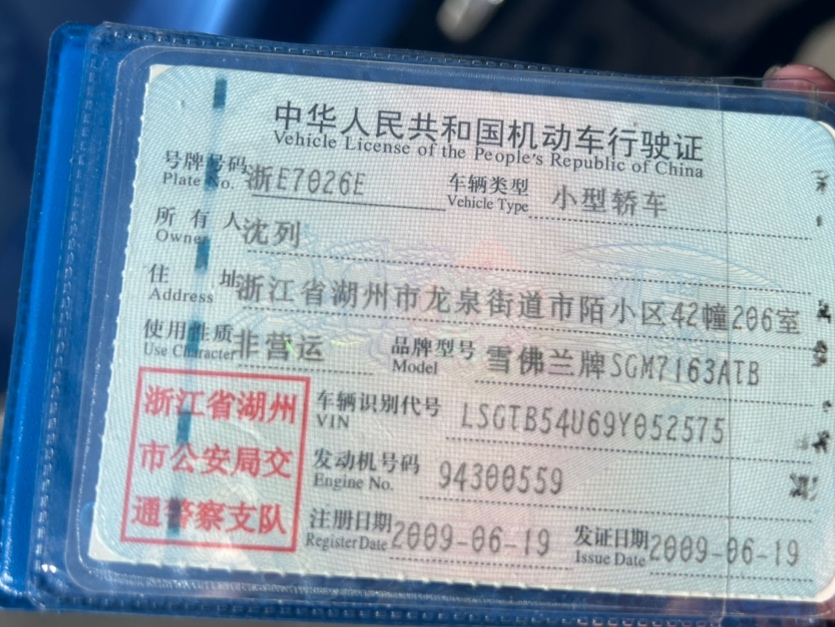 中华人民共和国机动车行驶证
Vehicle License of the People's Republic of China
号牌号码 浙E7026E 车辆类型 小型轿车
Plate No. Vehicle Type
所有人 沈列
Owner
住址 浙江省湖州市龙泉街道市陌小区42幢206室
Address
使用性质 非营运 品牌型号 雪佛兰牌SGM7163ATB
Use Character Model
浙江省湖州 车辆识别代号 LSGTB54U69Y052575
VIN
市公安局交 发动机号码 94300559
Engine No.
通警察支队 注册日期 2009-06-19 发证日期 2009-06-19
Register Date Issue Date